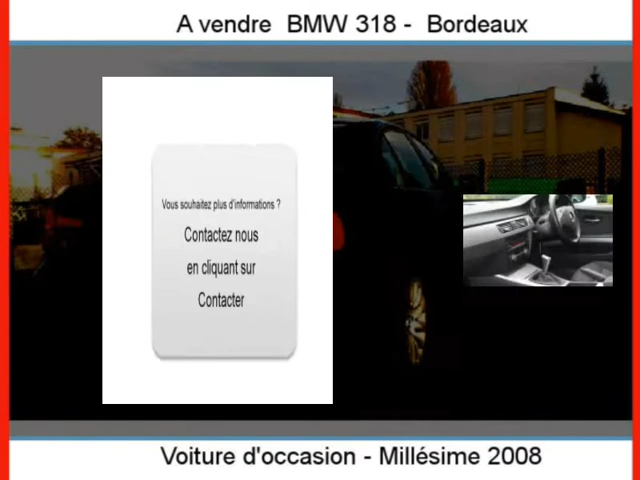 A vendre BMW 318 - Bordeaux
Vous souhaitez plus d'informations ?
Contactez nous
en cliquant sur
Contacter
Voiture d'occasion - Millésime 2008